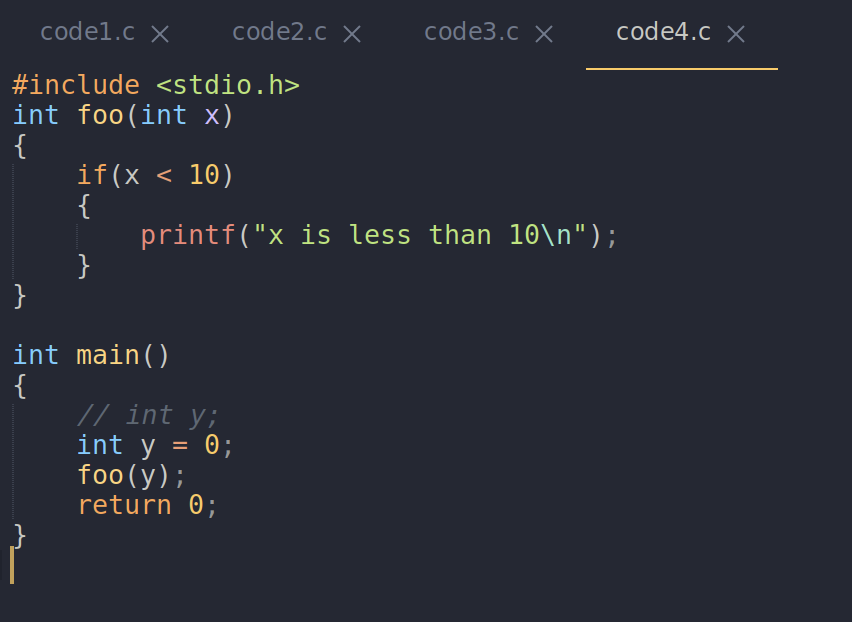 code1.c × code2.c × code3.c × code4.c ×
#include <stdio.h>
int foo(int x)
{
    if(x < 10)
    {
        printf("x is less than 10\n");
    }
}

int main()
{
    // int y;
    int y = 0;
    foo(y);
    return 0;
}